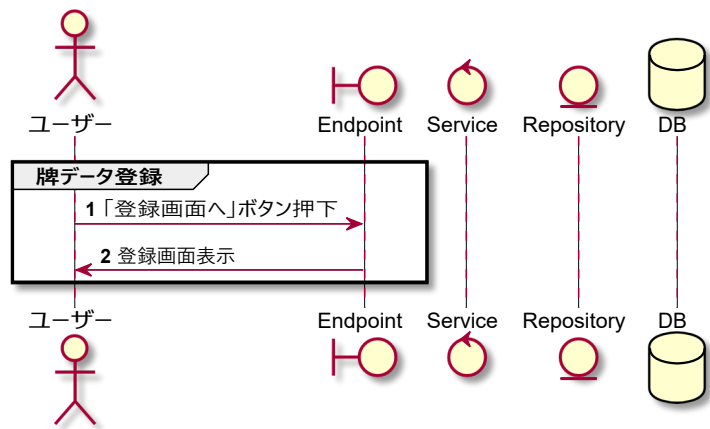 ユーザー Endpoint Service Repository DB
牌データ登録
1 「登録画面へ」ボタン押下
2 登録画面表示
ユーザー Endpoint Service Repository DB